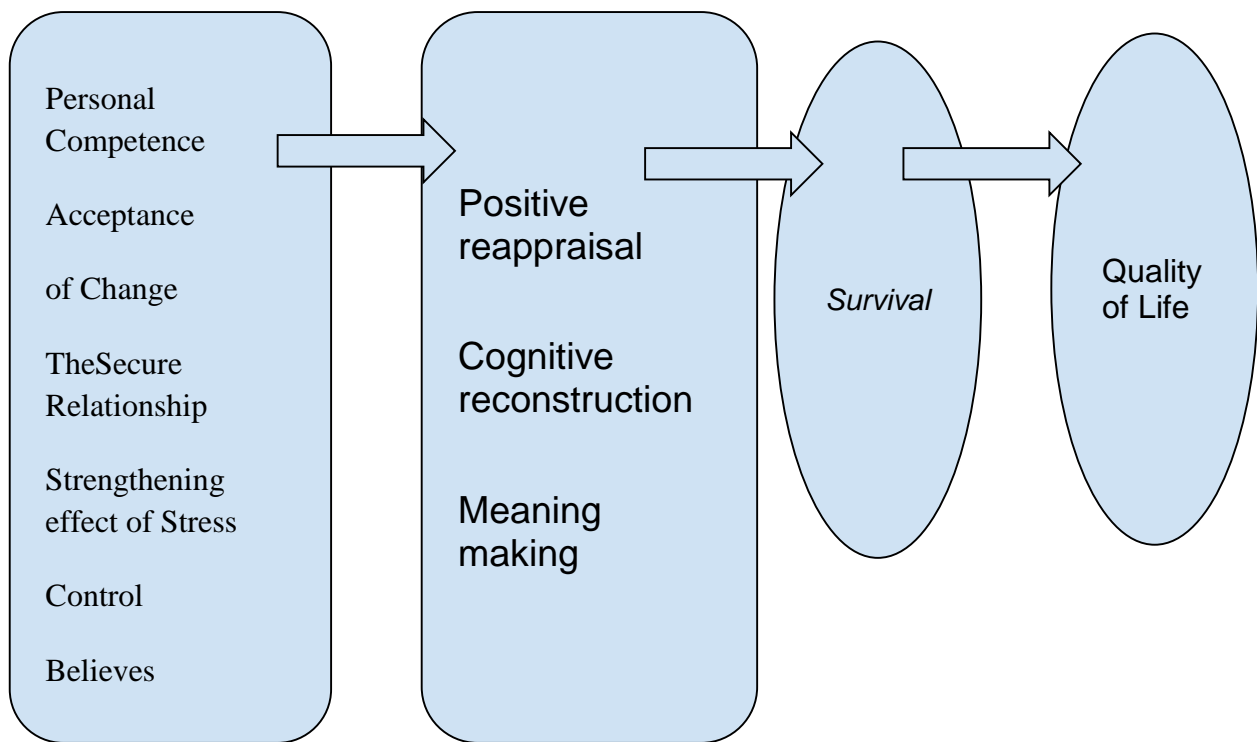 Personal
Competence
Acceptance
of Change
TheSecure
Relationship
Strengthening
effect of Stress
Control
Believes
Positive
reappraisal
Cognitive
reconstruction
Meaning
making
Survival
Quality
of Life